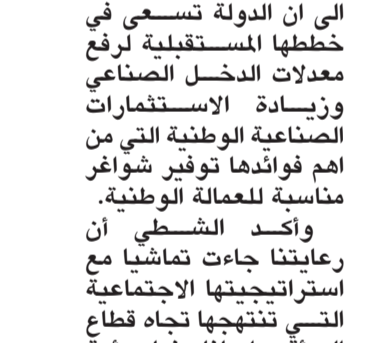 الى ان الدولة تسعى في
خططها المستقبلية لرفع
معدلات الدخل الصناعي
وزيادة الاستثمارات
الصناعية الوطنية التي من
اهم فوائدها توفير شواغر
مناسبة للعمالة الوطنية.
وأكد الشطي أن
رعايتنا جاءت تماشيا مع
استراتيجيتها الاجتماعية
التي تنتهجها تجاه قطاع